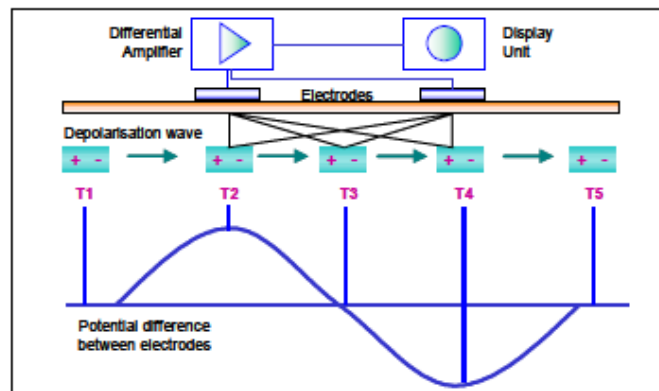 Differential
Amplifier
Display
Unit
Electrodes
Depolarisation wave
+ - + - + - + - + -
T1 T2 T3 T4 T5
Potential difference
between electrodes